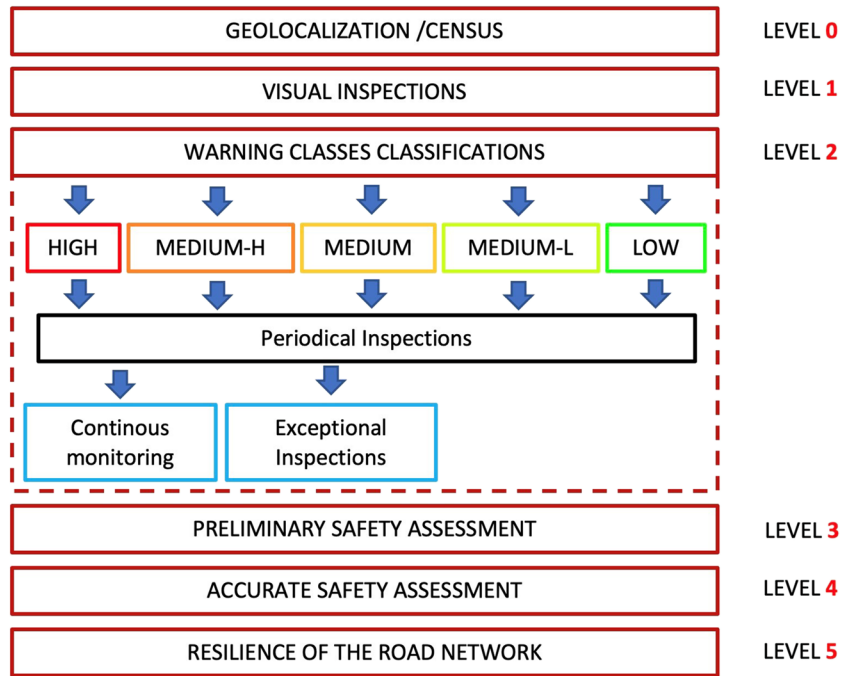 GEOLOCALIZATION /CENSUS LEVEL 0
VISUAL INSPECTIONS LEVEL 1
WARNING CLASSES CLASSIFICATIONS LEVEL 2
HIGH MEDIUM-H MEDIUM MEDIUM-L LOW
Periodical Inspections
Continous
monitoring
Exceptional
Inspections
PRELIMINARY SAFETY ASSESSMENT LEVEL 3
ACCURATE SAFETY ASSESSMENT LEVEL 4
RESILIENCE OF THE ROAD NETWORK LEVEL 5